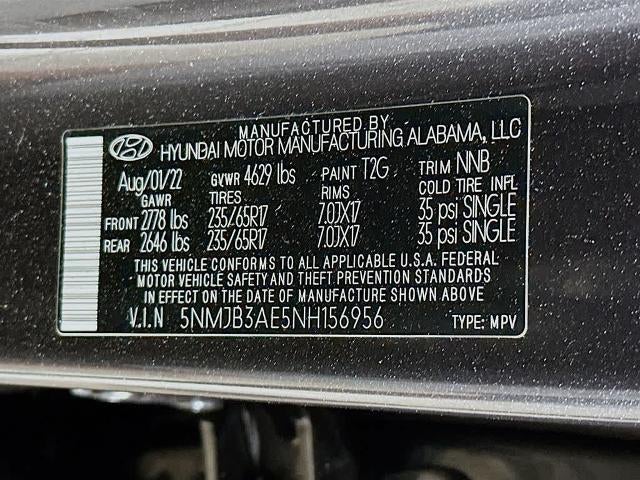 MANUFACTURED BY
HYUNDAI MOTOR MANUFACTURING ALABAMA, LLC
Aug/01/22 GVWR 4629 lbs PAINT T2G TRIM NNB
GAWR TIRES RIMS COLD TIRE INFL
FRONT 2778 lbs 235/65R17 7.0JX17 35 psi SINGLE
REAR 2646 lbs 235/65R17 7.0JX17 35 psi SINGLE
THIS VEHICLE CONFORMS TO ALL APPLICABLE U.S.A. FEDERAL
MOTOR VEHICLE SAFETY AND THEFT PREVENTION STANDARDS
IN EFFECT ON THE DATE OF MANUFACTURE SHOWN ABOVE
V.I.N 5NMJB3AE5NH156956 TYPE: MPV